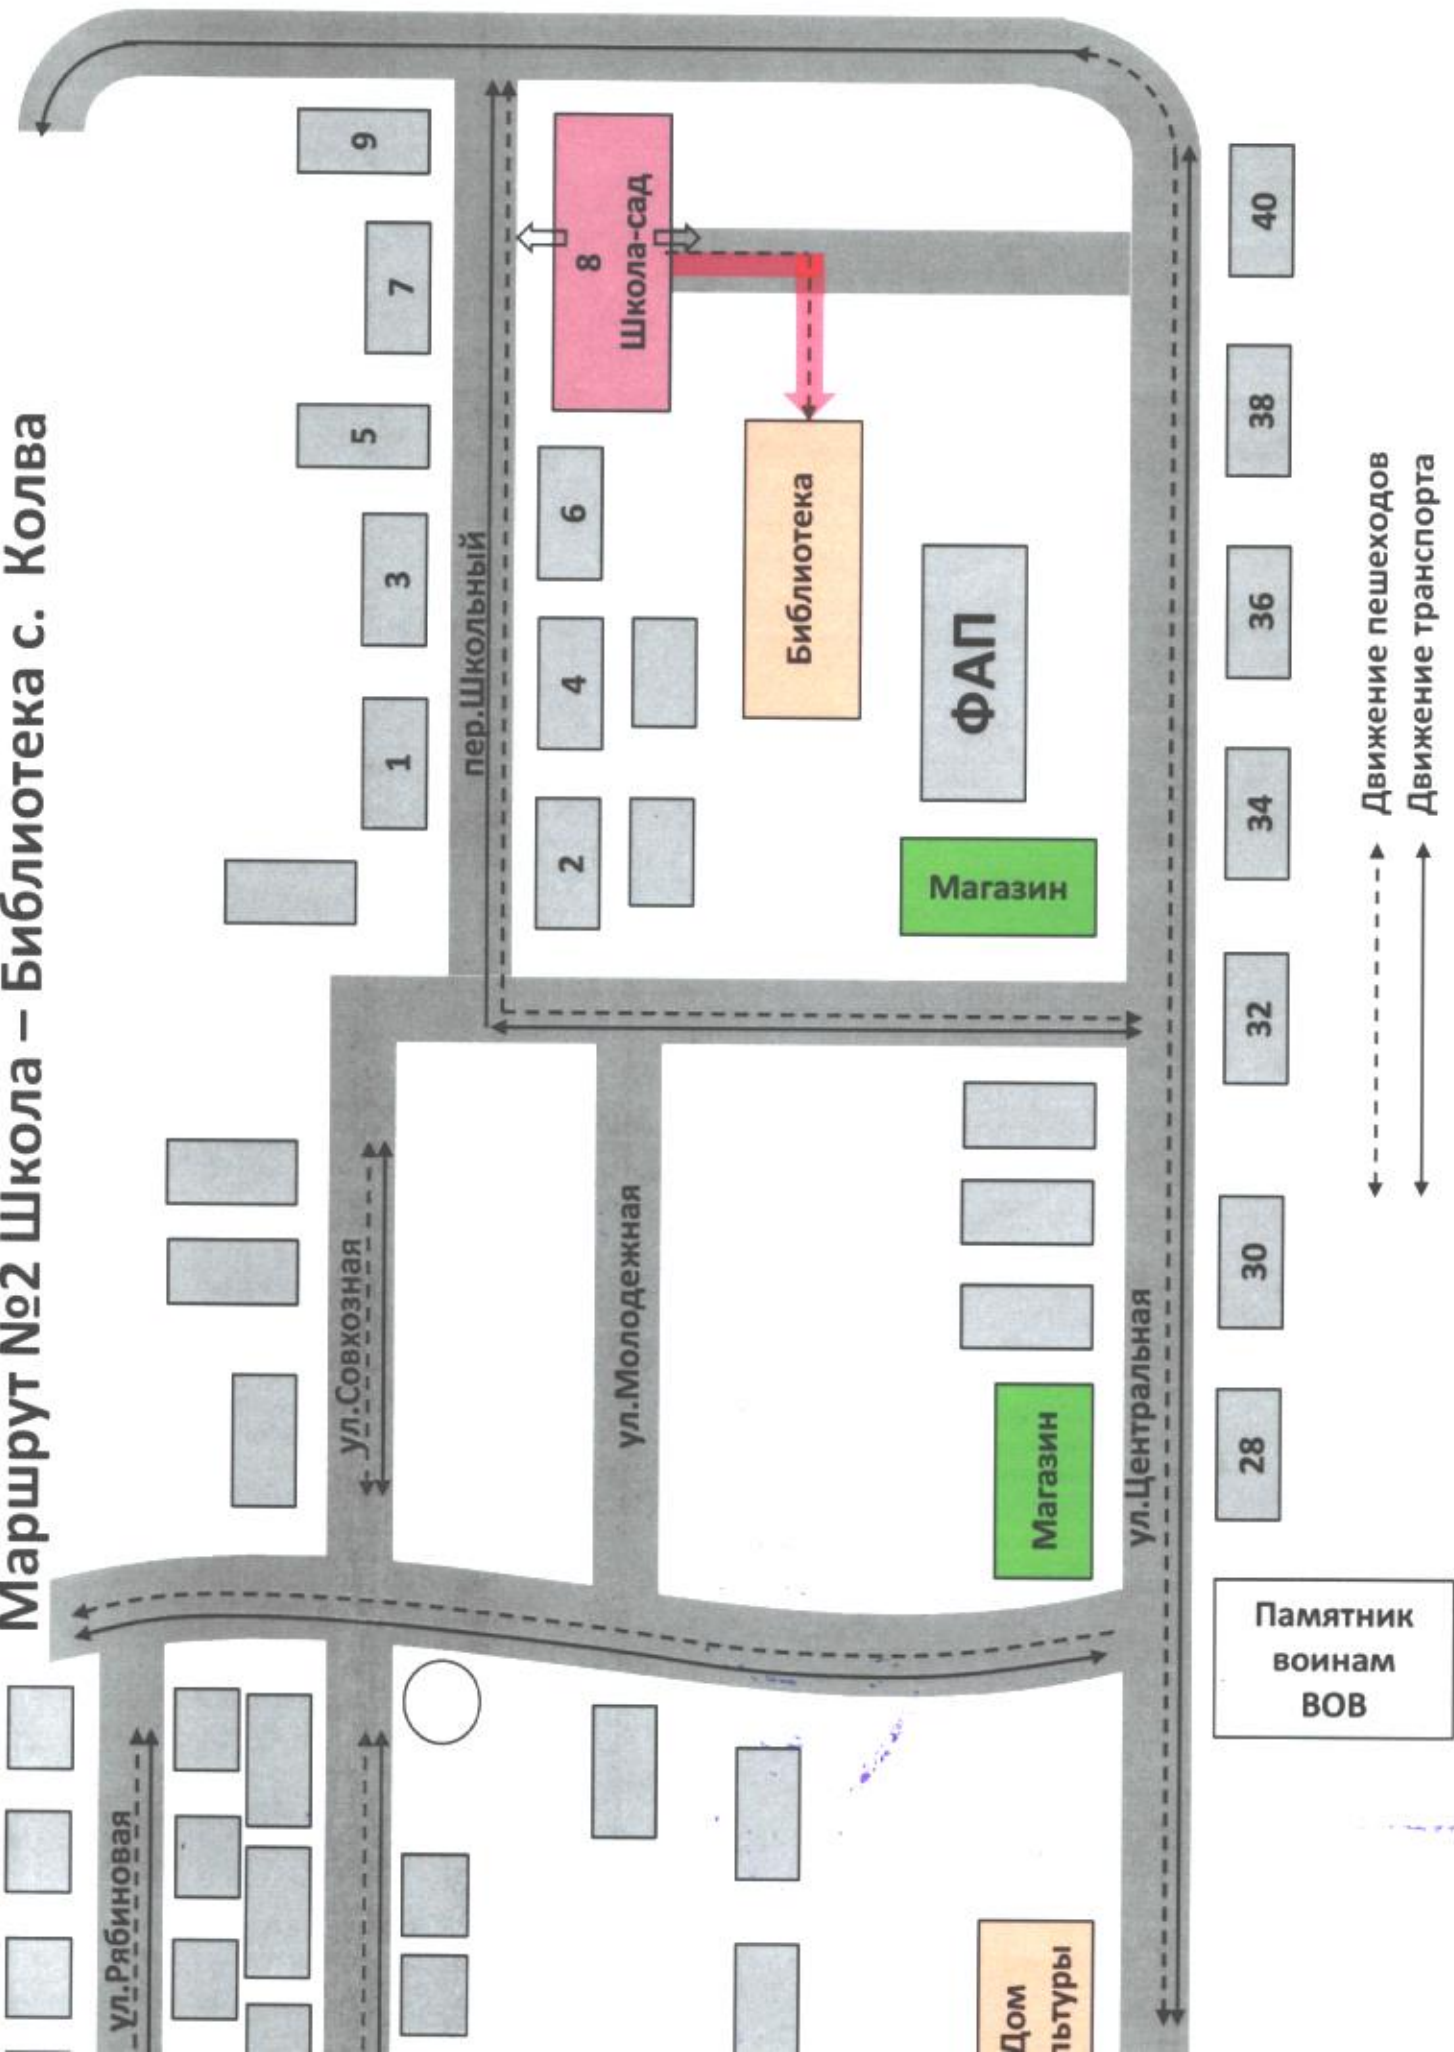 Маршрут №2 Школа – Библиотека с. Колва
9
7
5
3
1
пер.Школьный
8
Школа-сад
6
4
2
Библиотека
ФАП
Магазин
40
38
36
34
32
30
28
ул.Совхозная
ул.Молодежная
ул.Центральная
Магазин
Памятник
воинам
ВОВ
ул.Рябиновая
Дом
льтуры
Движение пешеходов
Движение транспорта